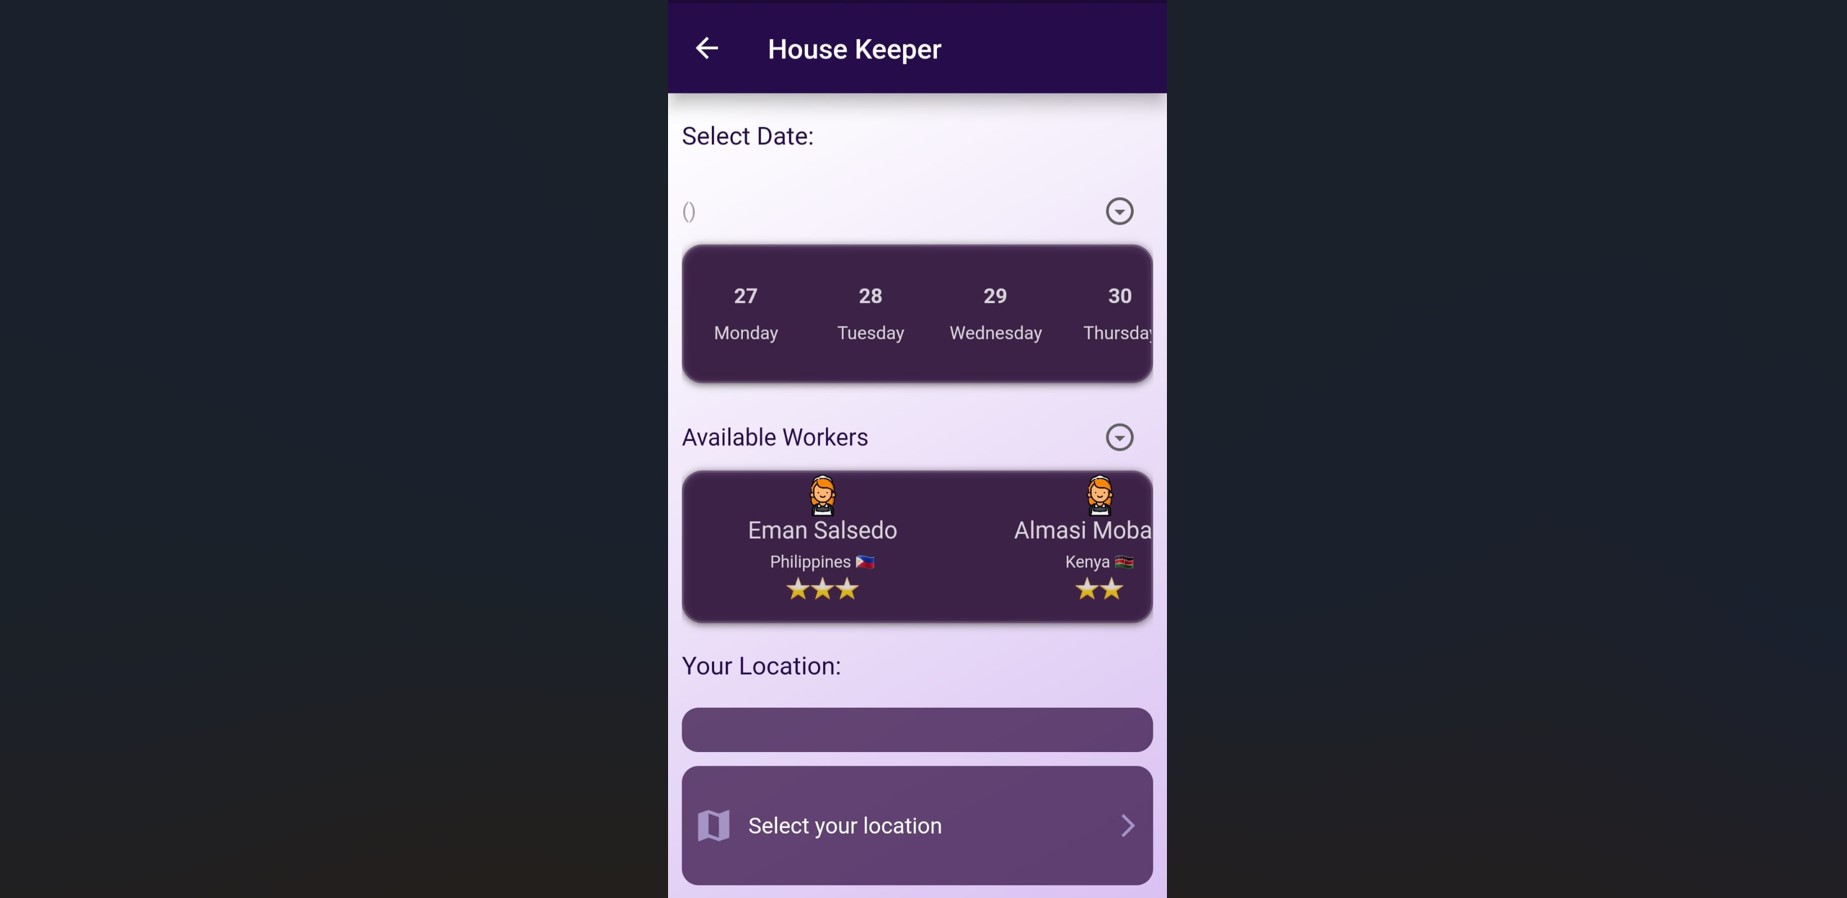 House Keeper
Select Date:
()
27 28 29 30
Monday Tuesday Wednesday Thursday
Available Workers
Eman Salsedo Almasi Moba
Philippines 🇵🇭 Kenya 🇰🇪
Your Location:
Select your location